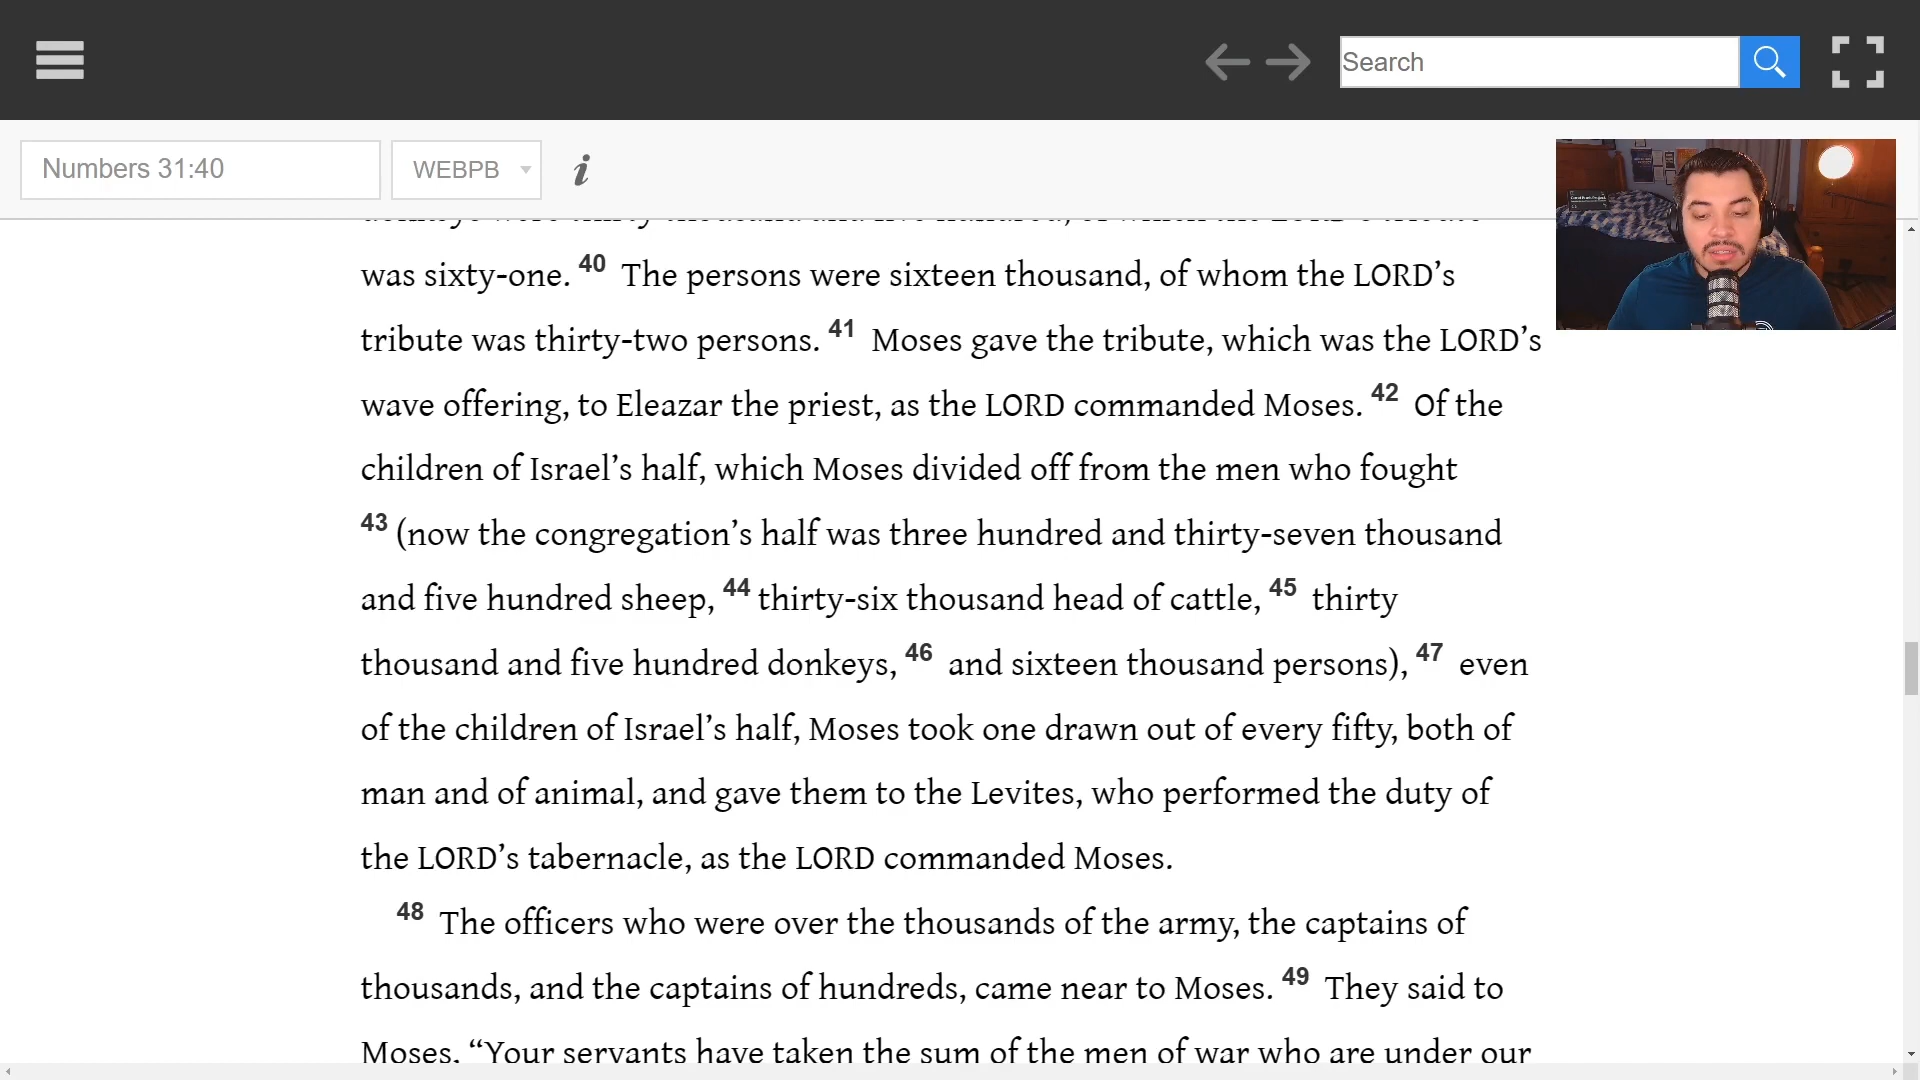 Search
Numbers 31:40
WEBPB
was sixty-one. 40 The persons were sixteen thousand, of whom the LORD’s
tribute was thirty-two persons. 41 Moses gave the tribute, which was the LORD’s
wave offering, to Eleazar the priest, as the LORD commanded Moses. 42 Of the
children of Israel’s half, which Moses divided off from the men who fought
43 (now the congregation’s half was three hundred and thirty-seven thousand
and five hundred sheep, 44 thirty-six thousand head of cattle, 45 thirty
thousand and five hundred donkeys, 46 and sixteen thousand persons), 47 even
of the children of Israel’s half, Moses took one drawn out of every fifty, both of
man and of animal, and gave them to the Levites, who performed the duty of
the LORD’s tabernacle, as the LORD commanded Moses.
48 The officers who were over the thousands of the army, the captains of
thousands, and the captains of hundreds, came near to Moses. 49 They said to
Moses, “Your servants have taken the sum of the men of war who are under our